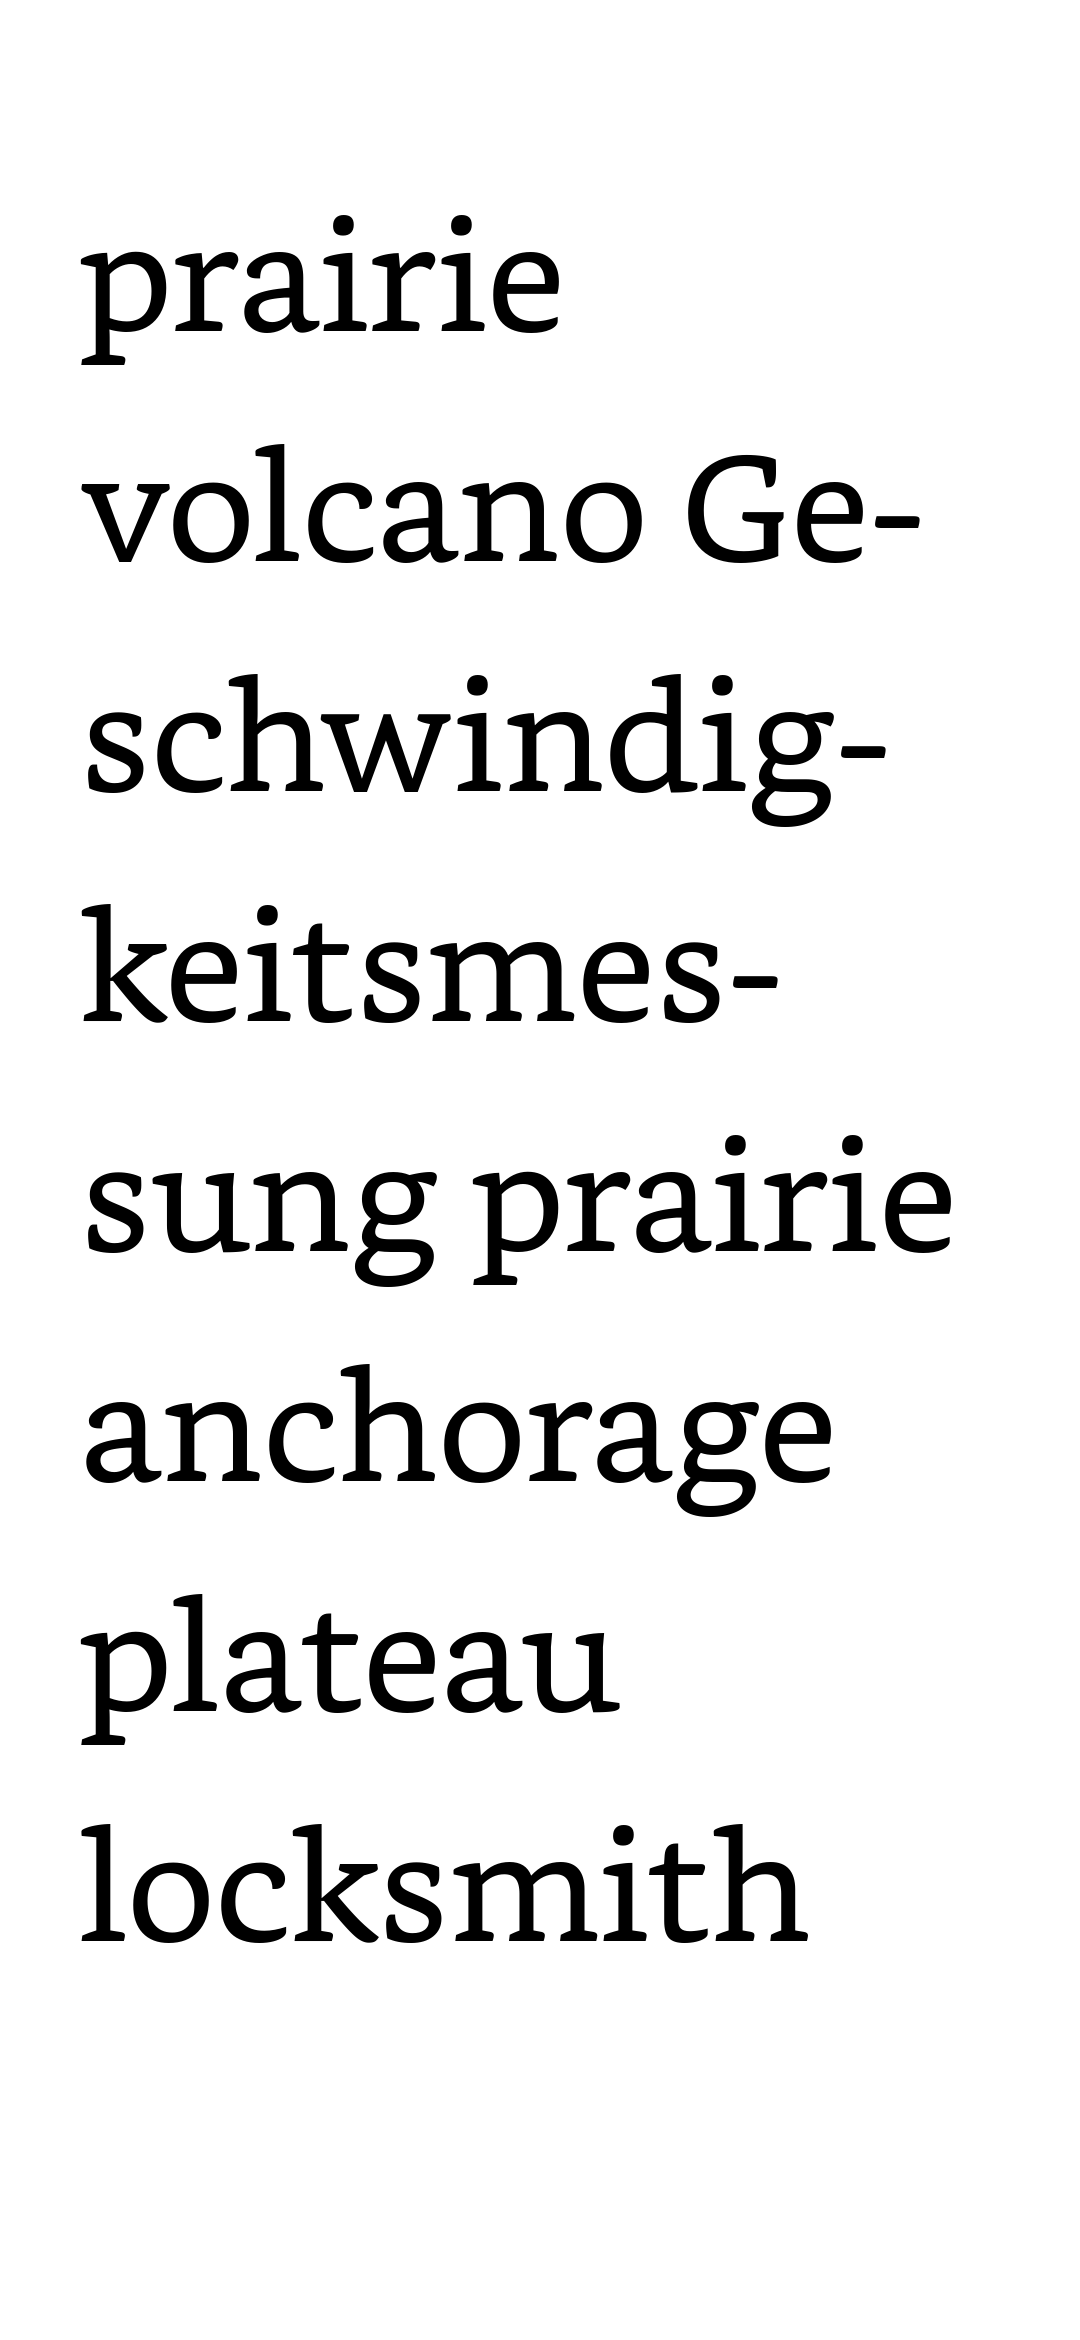 prairie
volcano Ge-
schwindig-
keitsmes-
sung prairie
anchorage
plateau
locksmith